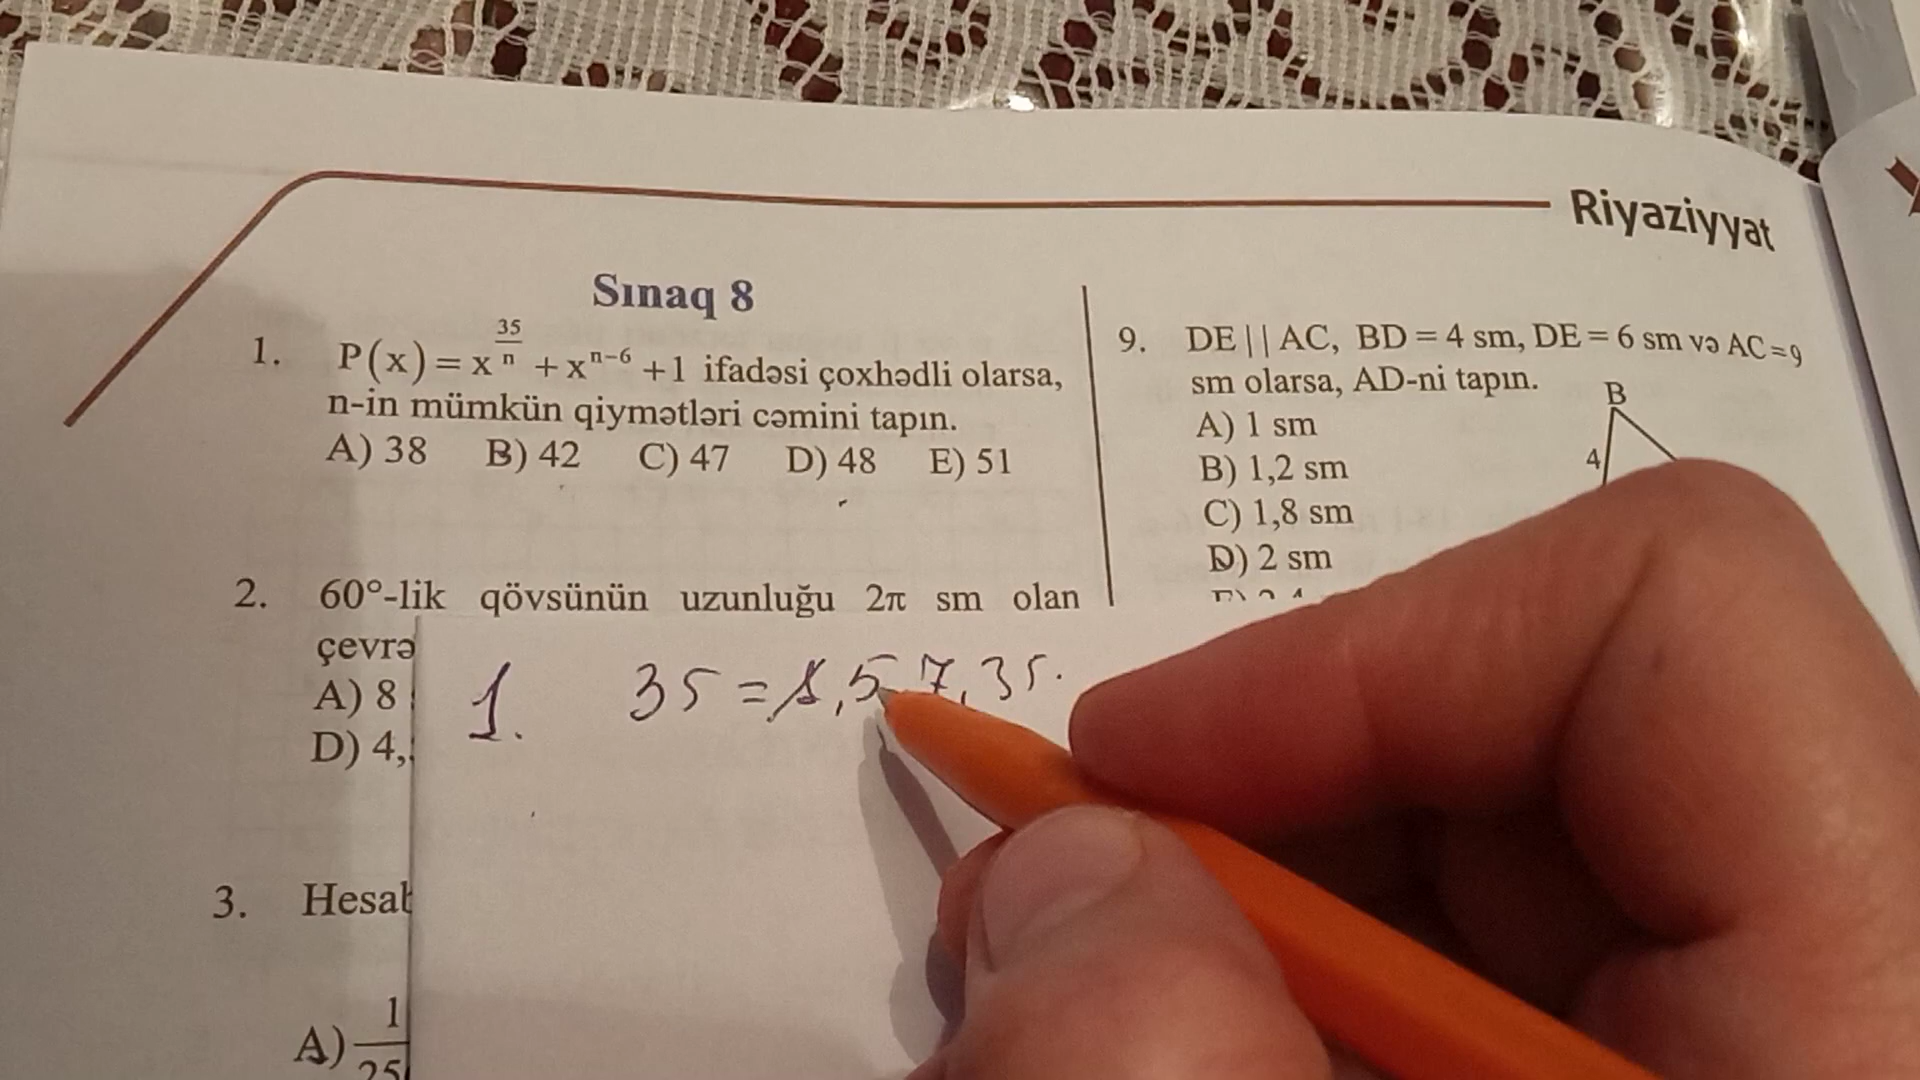 Riyaziyyat
Sınaq 8
1. P(x) = x^(35/n) + x^(n-6) + 1 ifadəsi çoxhədli olarsa,
n-in mümkün qiymətləri cəmini tapın.
A) 38 B) 42 C) 47 D) 48 E) 51
2. 60°-lik qövsünün uzunluğu 2π sm olan
çevrə
A) 8
D) 4,
3. Hesab
A) 1/25
9. DE || AC, BD = 4 sm, DE = 6 sm və AC = 9
sm olarsa, AD-ni tapın.
A) 1 sm
B) 1,2 sm
C) 1,8 sm
D) 2 sm
B
4
1. 35 = 1,5 7,35.